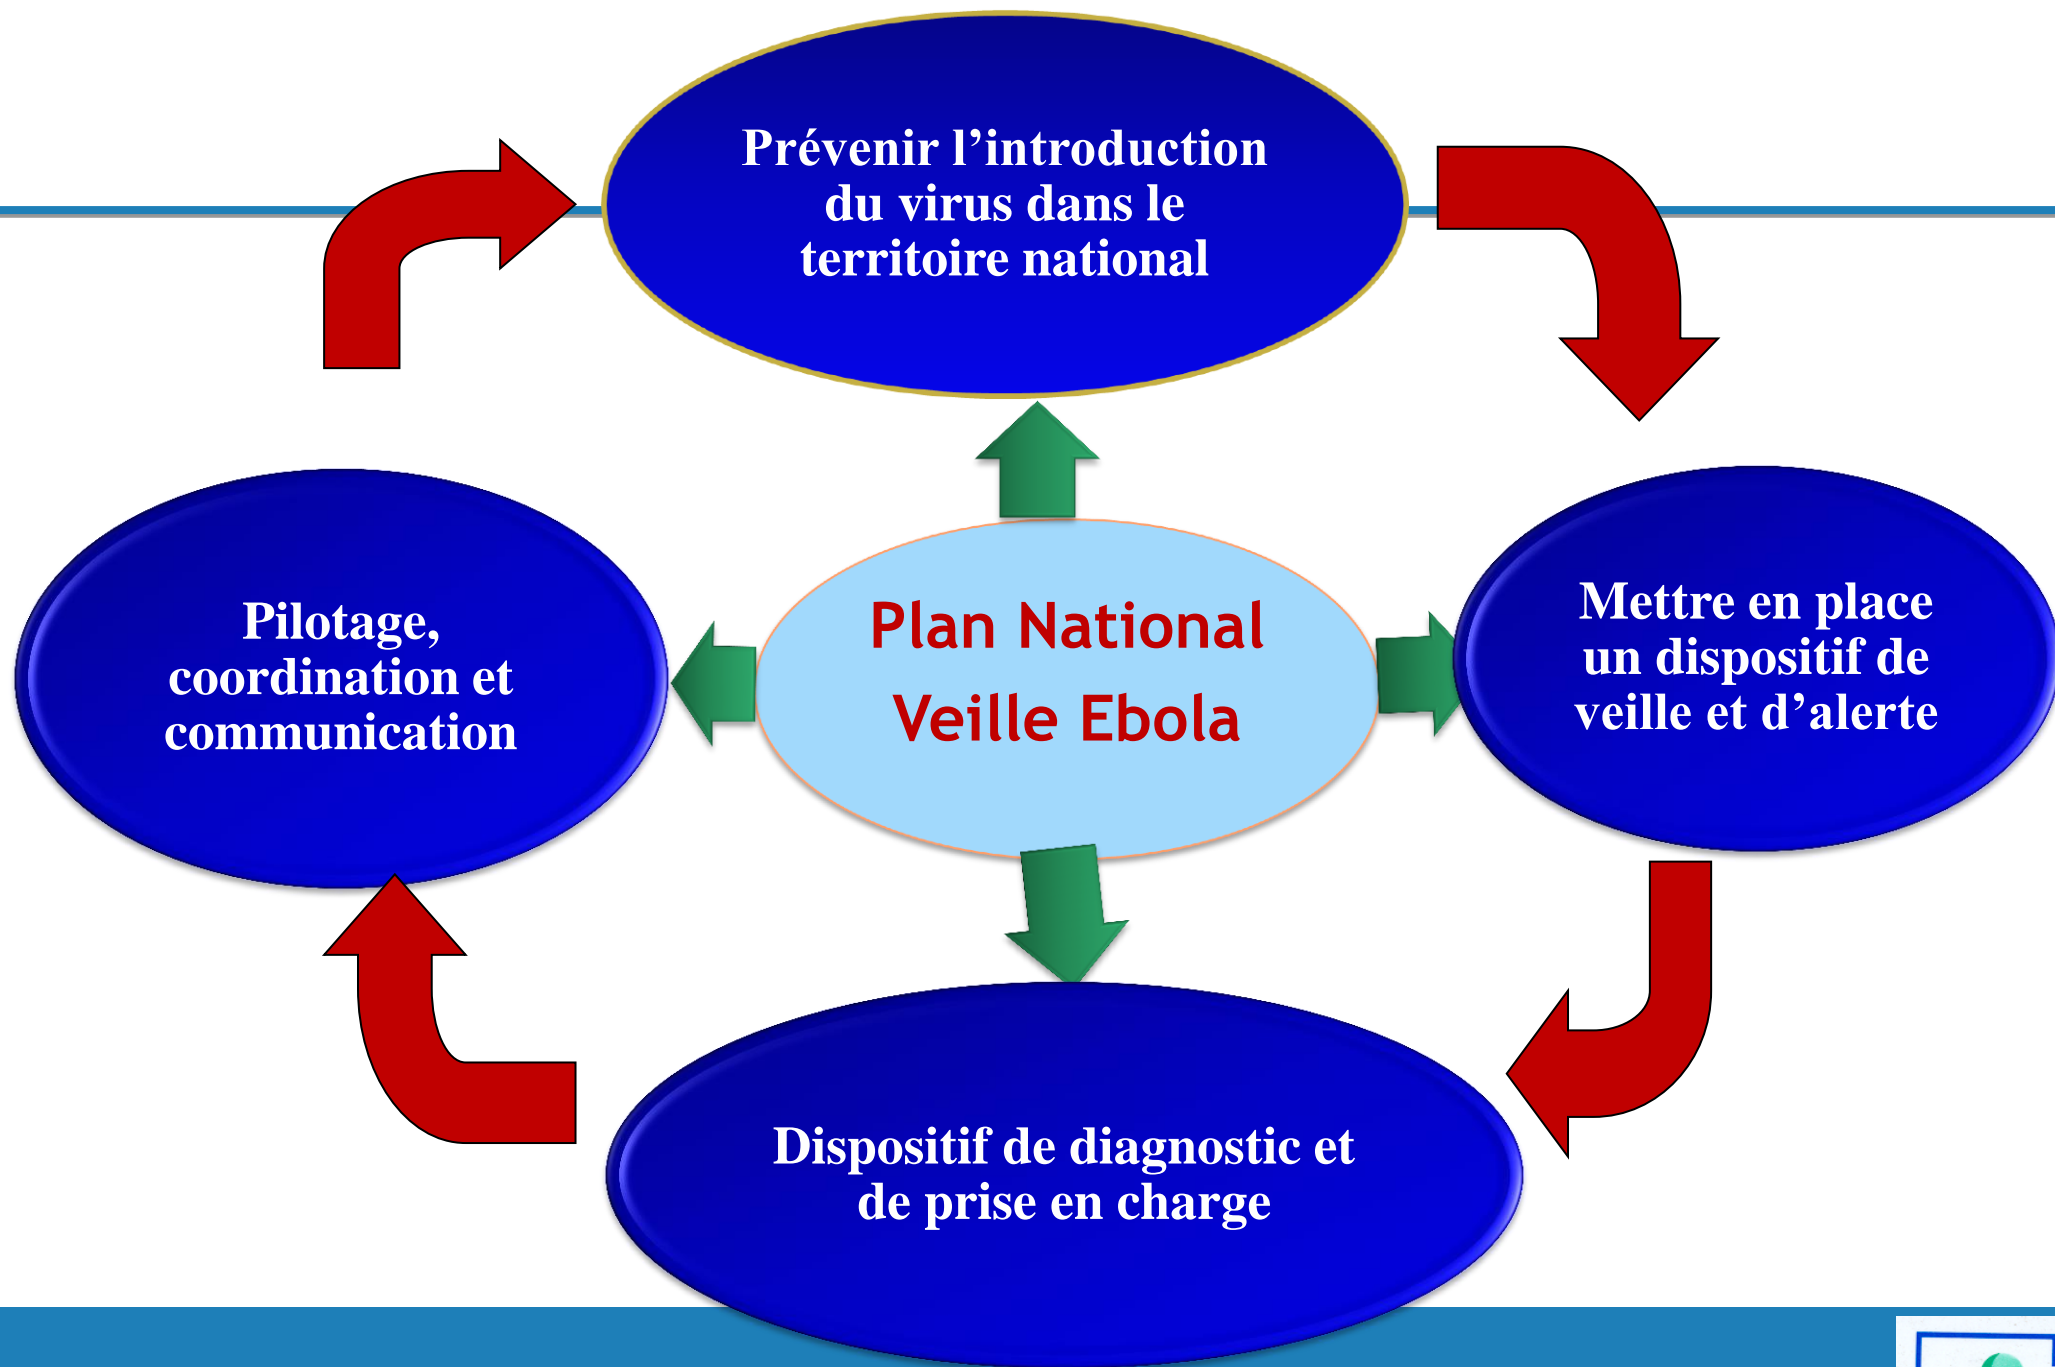 Prévenir l’introduction
du virus dans le
territoire national
Pilotage,
coordination et
communication
Plan National
Veille Ebola
Mettre en place
un dispositif de
veille et d’alerte
Dispositif de diagnostic et
de prise en charge